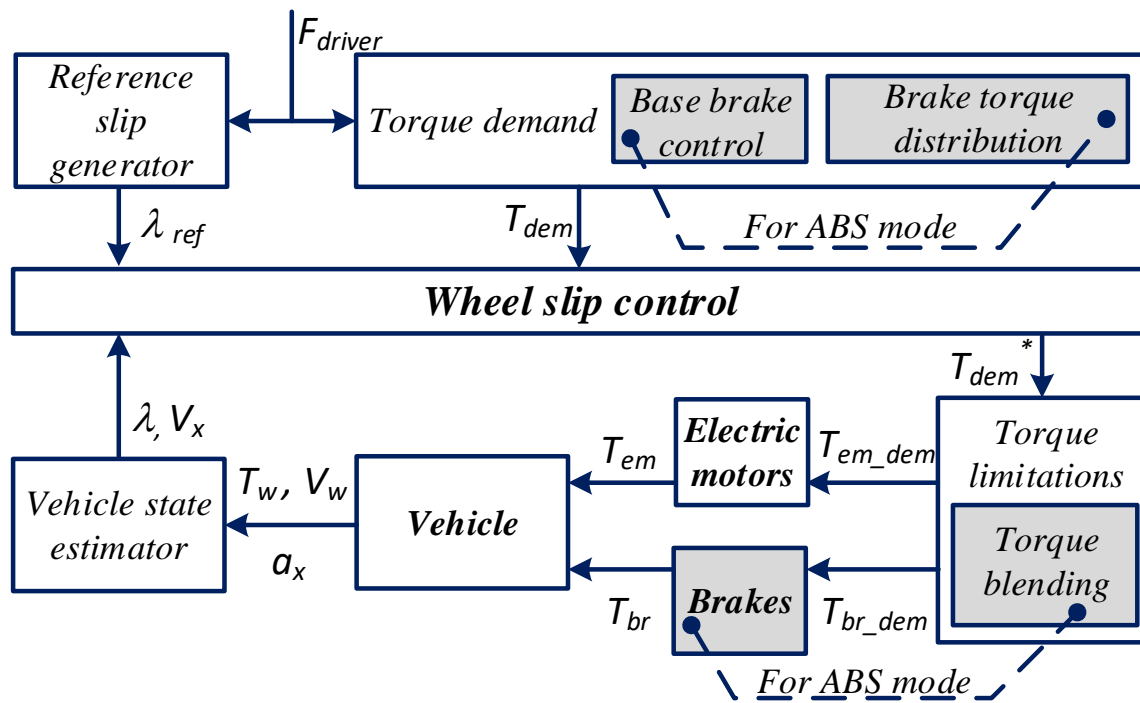 F_driver
Reference
slip
generator
Torque demand
Base brake
control
Brake torque
distribution
λ ref
T_dem
For ABS mode
Wheel slip control
T_dem*
λ, V_x
Electric
motors
T_em
T_em_dem
Torque
limitations
Vehicle state
estimator
T_w, V_w
a_x
Vehicle
Torque
blending
T_br
Brakes
T_br_dem
For ABS mode